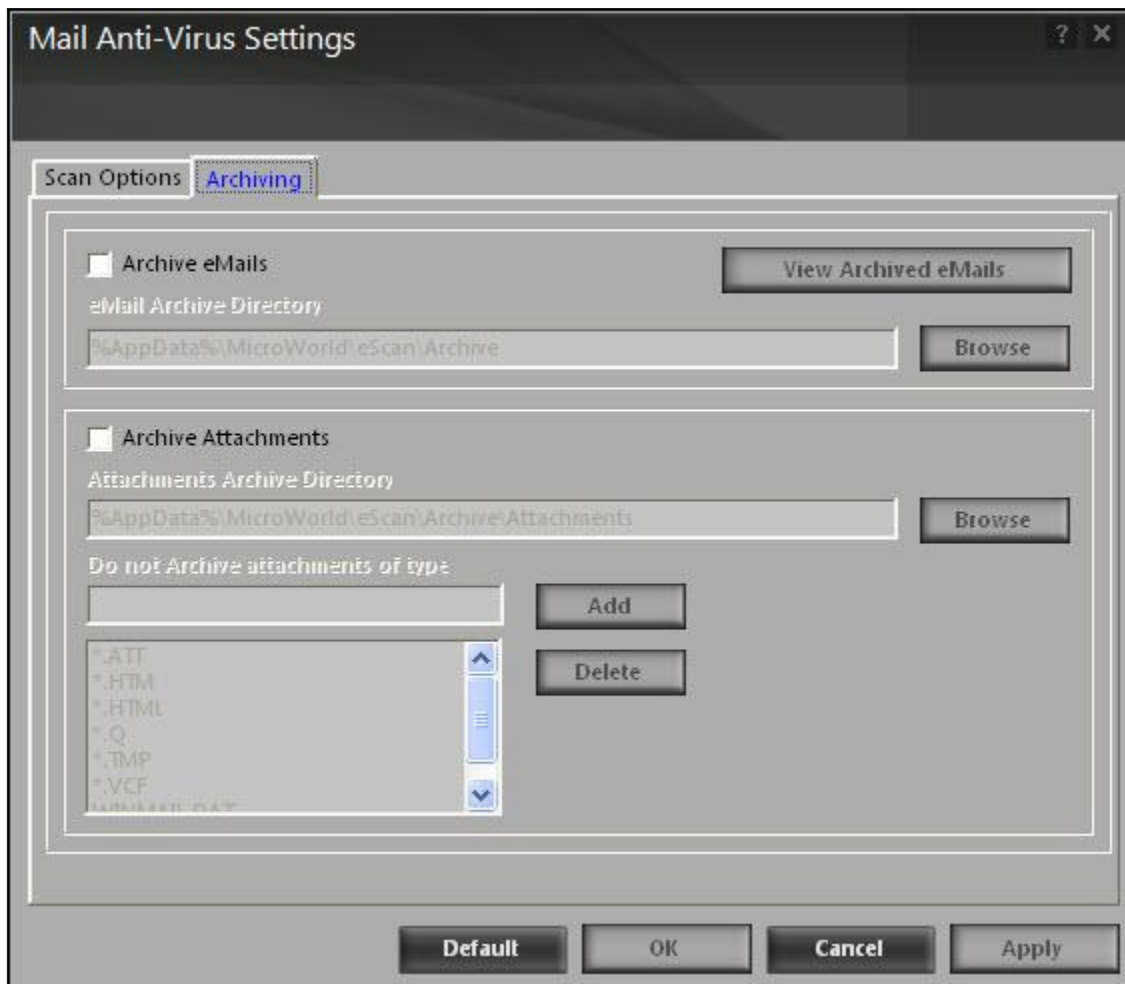 Mail Anti-Virus Settings
? X
Scan Options Archiving
Archive eMails View Archived eMails
eMail Archive Directory
%AppData%\MicroWorld\eScan\Archive Browse
Archive Attachments
Attachments Archive Directory
%AppData%\MicroWorld\eScan\Archive\Attachments Browse
Do not Archive attachments of type
Add
*.ATT
Delete
*.HTM
*.HTML
*.Q
*.TMP
*.VCF
WINMAIL.DAT
Default OK Cancel Apply